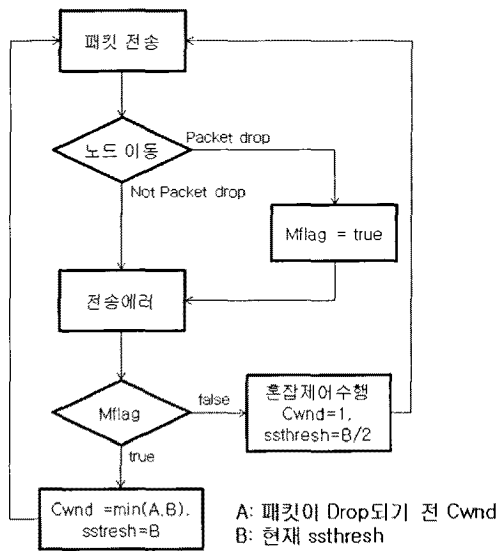 패킷 전송
노드 이동
Packet drop
Not Packet drop
Mflag = true
전송에러
Mflag
false
혼잡제어수행
Cwnd=1,
ssthresh=B/2
true
Cwnd =min(A,B),
sstresh=B
A: 패킷이 Drop되기 전 Cwnd
B: 현재 ssthresh